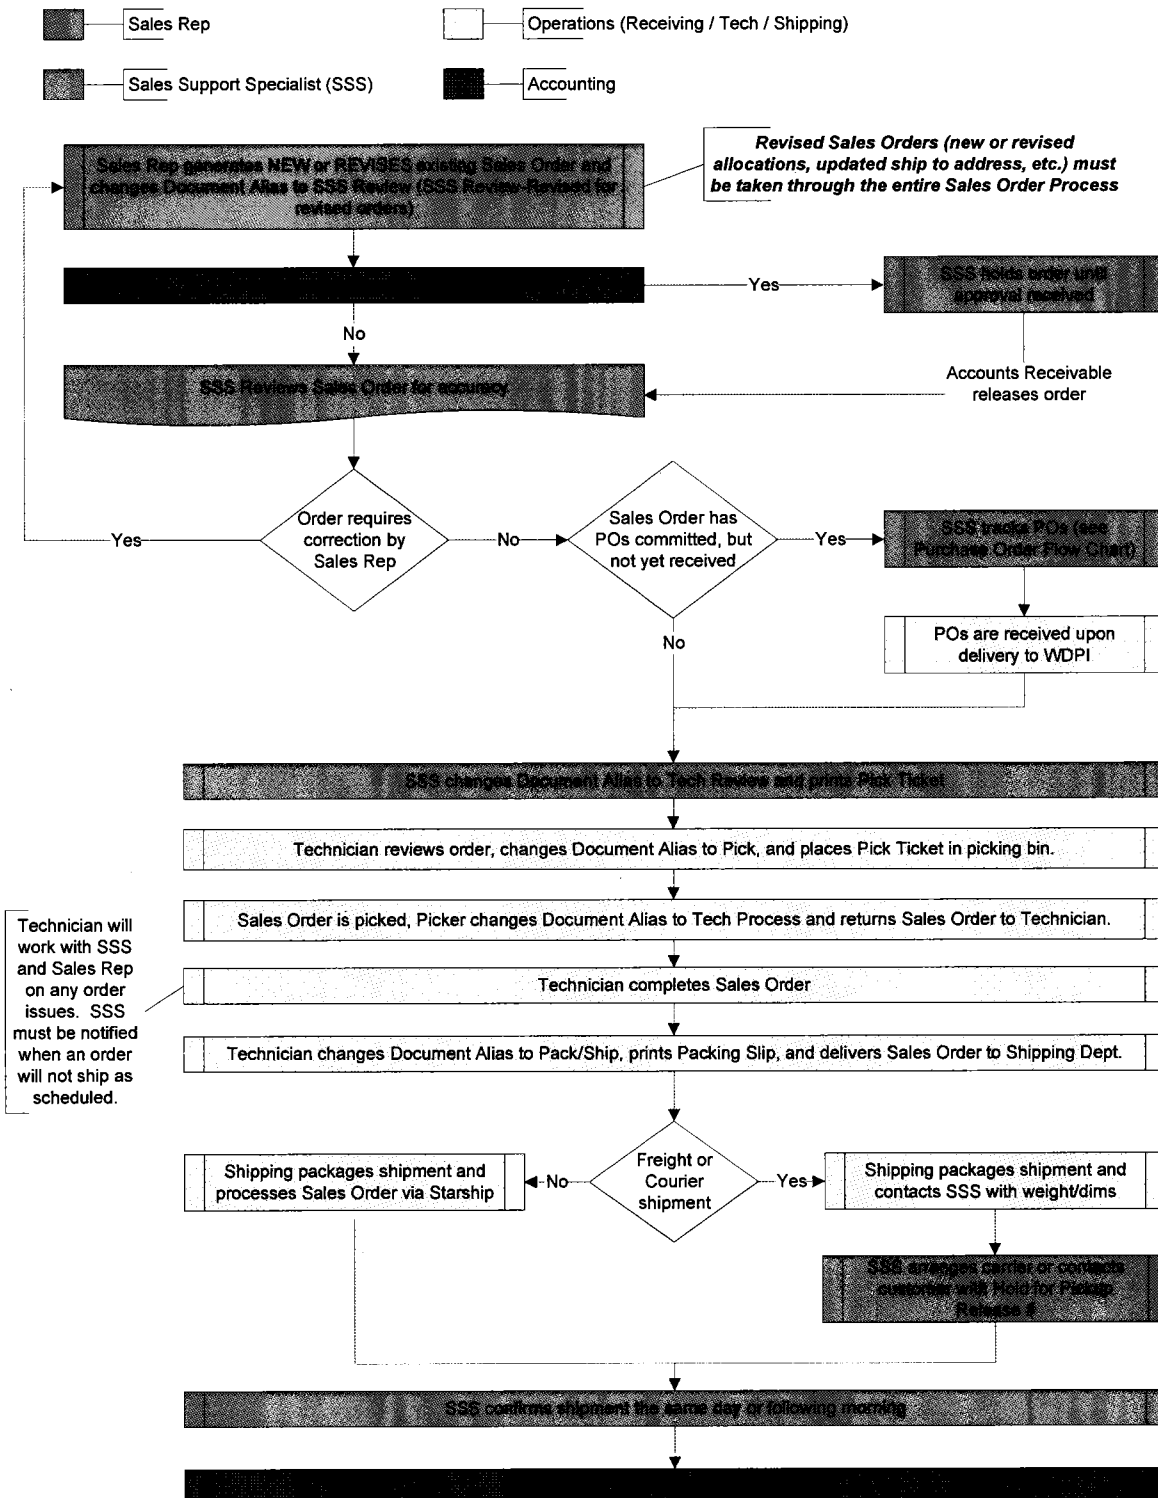 Sales Rep
Operations (Receiving / Tech / Shipping)
Sales Support Specialist (SSS)
Accounting
Sales Rep generates NEW or REVISES existing Sales Order and
changes Document Alias to SSS Review (SSS Review-Revised for
revised orders)
Revised Sales Orders (new or revised
allocations, updated ship to address, etc.) must
be taken through the entire Sales Order Process
Yes
SSS holds order until
approval received
No
SSS Reviews Sales Order for accuracy
Accounts Receivable
releases order
Yes
Order requires
correction by
Sales Rep
No
Sales Order has
POs committed, but
not yet received
Yes
SSS tracks POs (see
Purchase Order Flow Chart)
No
POs are received upon
delivery to WDPI
SSS changes Document Alias to Tech Review and prints Pick Ticket
Technician reviews order, changes Document Alias to Pick, and places Pick Ticket in picking bin.
Sales Order is picked, Picker changes Document Alias to Tech Process and returns Sales Order to Technician.
Technician will
work with SSS
and Sales Rep
on any order
issues. SSS
must be notified
when an order
will not ship as
scheduled.
Technician completes Sales Order
Technician changes Document Alias to Pack/Ship, prints Packing Slip, and delivers Sales Order to Shipping Dept.
Shipping packages shipment and
processes Sales Order via Starship
No
Freight or
Courier
shipment
Yes
Shipping packages shipment and
contacts SSS with weight/dims
SSS arranges carrier or contacts
customer with Hold for Pickup
Release #
SSS confirms shipment the same day or following morning